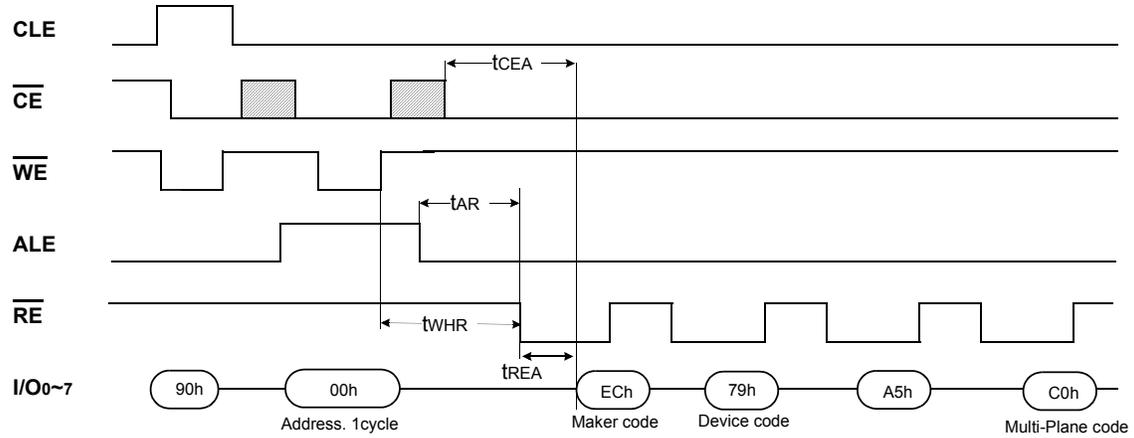 CLE
tCEA
CE
WE
tAR
ALE
RE
tWHR
tREA
I/O0~7 90h 00h ECh 79h A5h C0h
Address. 1cycle Maker code Device code Multi-Plane code